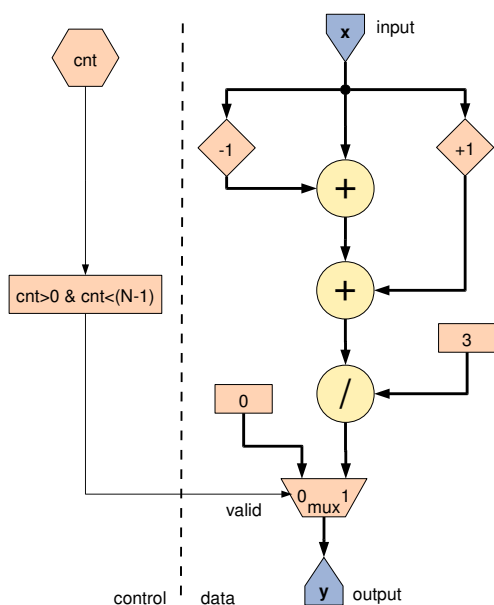 x
input
cnt
-1
+1
+
+
cnt>0 & cnt<(N-1)
3
/
0
0 1
mux
valid
y
output
control
data